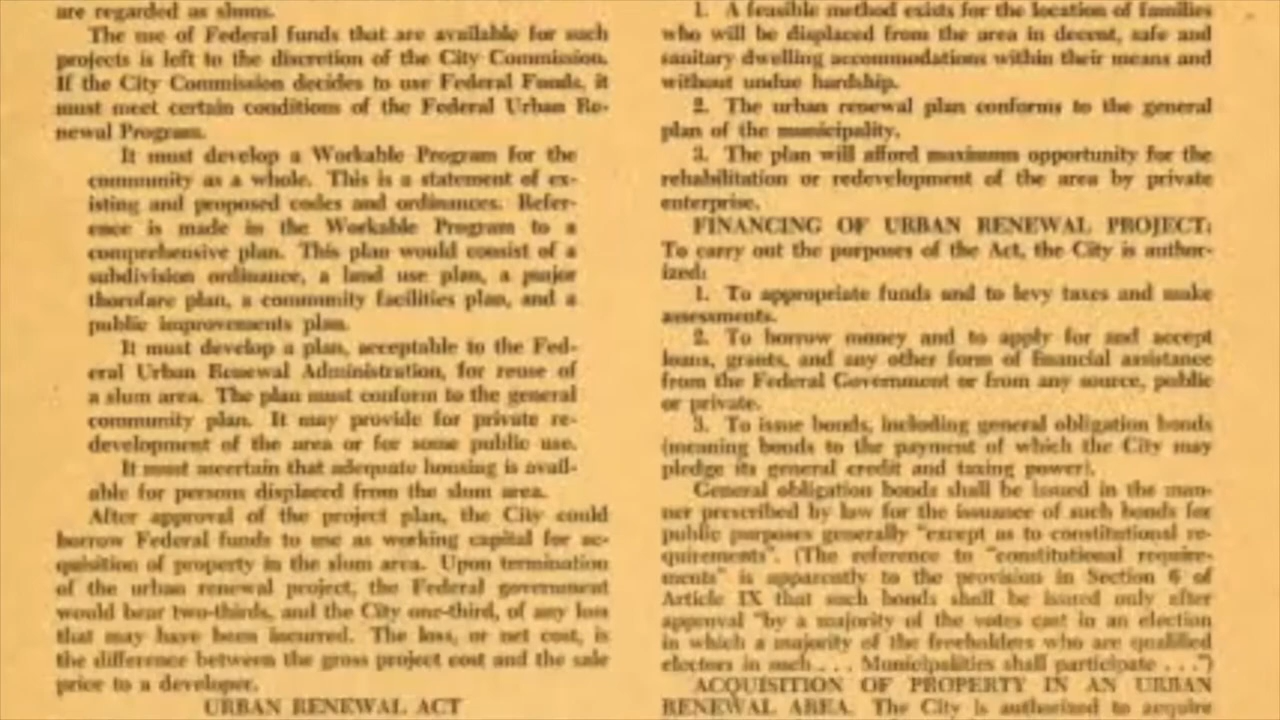 are regarded as slums.
The use of Federal funds that are available for such
projects is left to the discretion of the City Commission.
If the City Commission decides to use Federal Funds, it
must meet certain conditions of the Federal Urban Re-
newal Program.
It must develop a Workable Program for the
community as a whole. This is a statement of ex-
isting and proposed codes and ordinances. Refer-
ence is made in the Workable Program to a
comprehensive plan. This plan would consist of a
subdivision ordinance, a land use plan, a major
thorofare plan, a community facilities plan, and a
public improvements plan.
It must develop a plan, acceptable to the Fed-
eral Urban Renewal Administration, for reuse of
a slum area. The plan must conform to the general
community plan. It may provide for private re-
development of the area or for some public use.
It must ascertain that adequate housing is avail-
able for persons displaced from the slum area.
After approval of the project plan, the City could
borrow Federal funds to use as working capital for ac-
quisition of property in the slum area. Upon termination
of the urban renewal project, the Federal government
would bear two-thirds, and the City one-third, of any loss
that may have been incurred. The loss, or net cost, is
the difference between the gross project cost and the sale
price to a developer.
URBAN RENEWAL ACT
1. A feasible method exists for the location of families
who will be displaced from the area in decent, safe and
sanitary dwelling accommodations within their means and
without undue hardship.
2. The urban renewal plan conforms to the general
plan of the municipality.
3. The plan will afford maximum opportunity for the
rehabilitation or redevelopment of the area by private
enterprise.
FINANCING OF URBAN RENEWAL PROJECT:
To carry out the purposes of the Act, the City is author-
ized:
1. To appropriate funds and to levy taxes and make
assessments.
2. To borrow money and to apply for and accept
loans, grants, and any other form of financial assistance
from the Federal Government or from any source, public
or private.
3. To issue bonds, including general obligation bonds
(meaning bonds to the payment of which the City may
pledge its general credit and taxing power).
General obligation bonds shall be issued in the man-
ner prescribed by law for the issuance of such bonds for
public purposes generally "except as to constitutional re-
quirements". (The reference to "constitutional require-
ments" is apparently to the provision in Section 6 of
Article IX that such bonds shall be issued only after
approval "by a majority of the votes cast in an election
in which a majority of the freeholders who are qualified
electors in such . . . Municipalities shall participate . . .")
ACQUISITION OF PROPERTY IN AN URBAN
RENEWAL AREA. The City is authorized to acquire